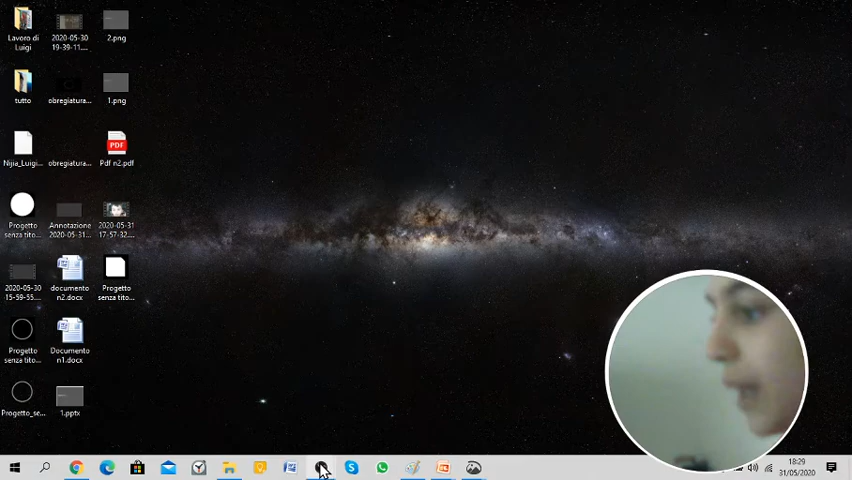 Lavoro di
Luigi
2020-05-30
19-39-11....
2.png
tutto
obregiatura...
1.png
Nijia_Luigi...
obregiatura...
Pdf n2.pdf
PDF
Progetto
senza tito...
Annotazione
2020-05-31...
2020-05-31
17-57-32....
2020-05-30
15-59-55....
documento
n2.docx
Progetto
senza tito...
Progetto
senza tito...
Documento
n1.docx
Progetto_se...
1.pptx
18:29
31/05/2020